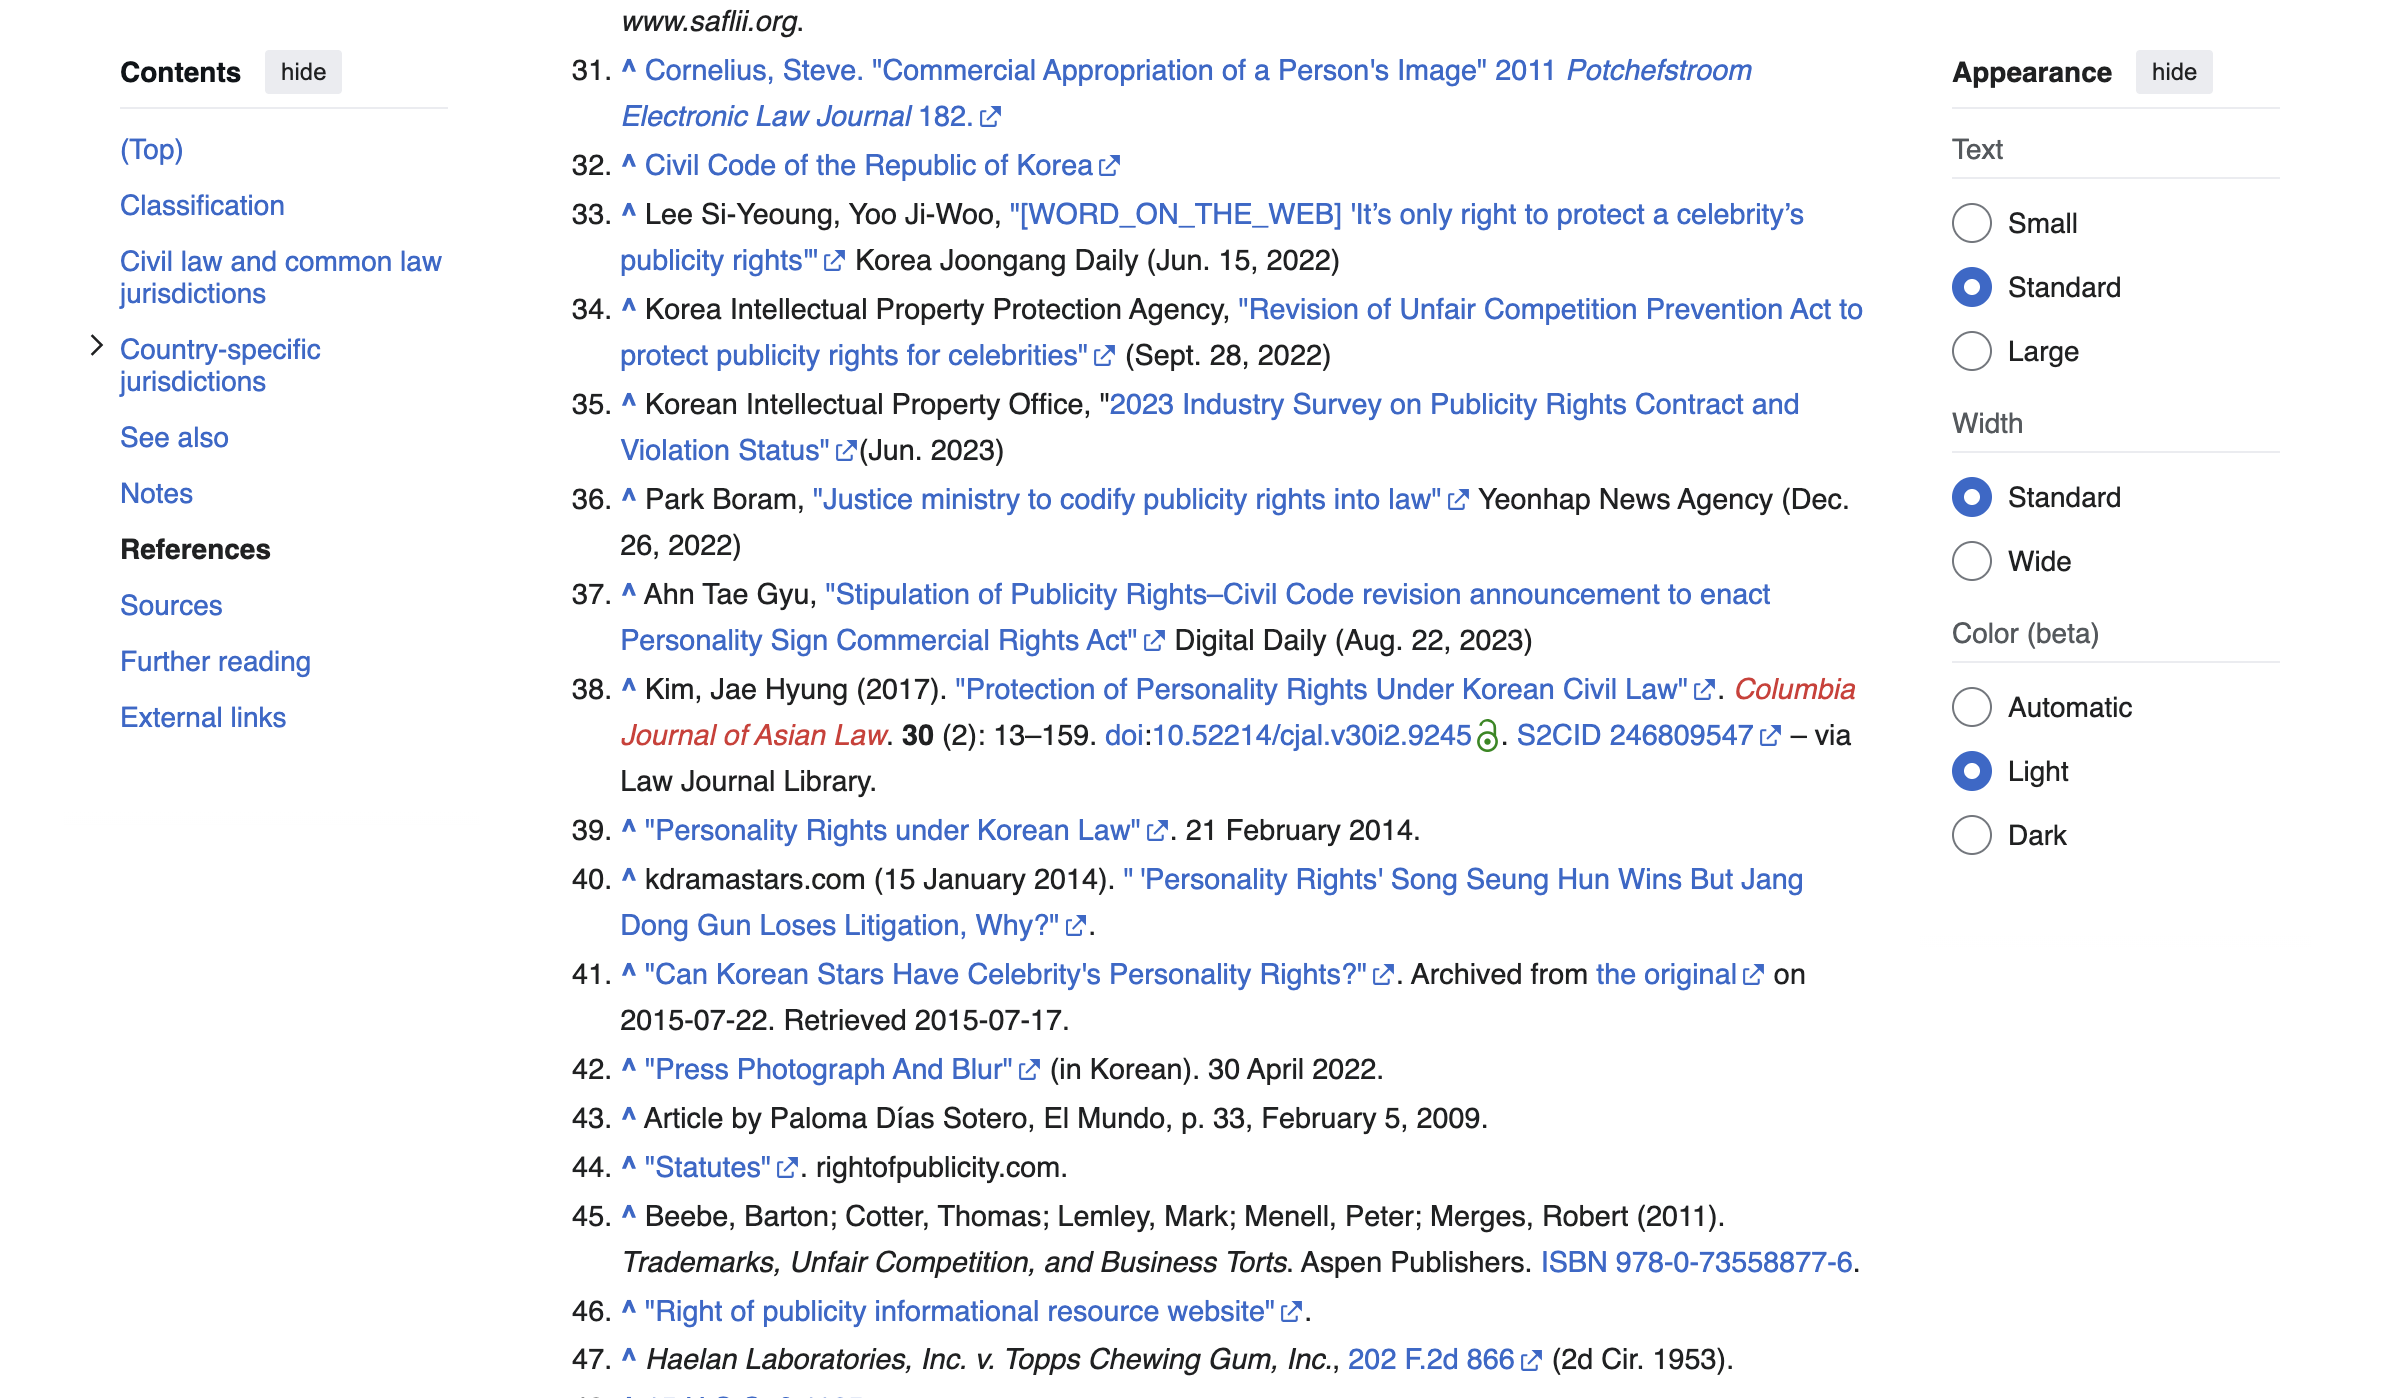 www.saflii.org.
Contents hide
(Top)
Classification
Civil law and common law
jurisdictions
Country-specific
jurisdictions
See also
Notes
References
Sources
Further reading
External links
31. ^ Cornelius, Steve. "Commercial Appropriation of a Person's Image" 2011 Potchefstroom
Electronic Law Journal 182.
32. ^ Civil Code of the Republic of Korea
33. ^ Lee Si-Yeoung, Yoo Ji-Woo, "[WORD_ON_THE_WEB] 'It’s only right to protect a celebrity’s
publicity rights'" Korea Joongang Daily (Jun. 15, 2022)
34. ^ Korea Intellectual Property Protection Agency, "Revision of Unfair Competition Prevention Act to
protect publicity rights for celebrities" (Sept. 28, 2022)
35. ^ Korean Intellectual Property Office, "2023 Industry Survey on Publicity Rights Contract and
Violation Status" (Jun. 2023)
36. ^ Park Boram, "Justice ministry to codify publicity rights into law" Yeonhap News Agency (Dec.
26, 2022)
37. ^ Ahn Tae Gyu, "Stipulation of Publicity Rights–Civil Code revision announcement to enact
Personality Sign Commercial Rights Act" Digital Daily (Aug. 22, 2023)
38. ^ Kim, Jae Hyung (2017). "Protection of Personality Rights Under Korean Civil Law". Columbia
Journal of Asian Law. 30 (2): 13–159. doi:10.52214/cjal.v30i2.9245. S2CID 246809547 – via
Law Journal Library.
39. ^ "Personality Rights under Korean Law". 21 February 2014.
40. ^ kdramastars.com (15 January 2014). " 'Personality Rights' Song Seung Hun Wins But Jang
Dong Gun Loses Litigation, Why?".
41. ^ "Can Korean Stars Have Celebrity's Personality Rights?". Archived from the original on
2015-07-22. Retrieved 2015-07-17.
42. ^ "Press Photograph And Blur" (in Korean). 30 April 2022.
43. ^ Article by Paloma Días Sotero, El Mundo, p. 33, February 5, 2009.
44. ^ "Statutes". rightofpublicity.com.
45. ^ Beebe, Barton; Cotter, Thomas; Lemley, Mark; Menell, Peter; Merges, Robert (2011).
Trademarks, Unfair Competition, and Business Torts. Aspen Publishers. ISBN 978-0-73558877-6.
46. ^ "Right of publicity informational resource website".
47. ^ Haelan Laboratories, Inc. v. Topps Chewing Gum, Inc., 202 F.2d 866 (2d Cir. 1953).
Appearance hide
Text
Small
Standard
Large
Width
Standard
Wide
Color (beta)
Automatic
Light
Dark